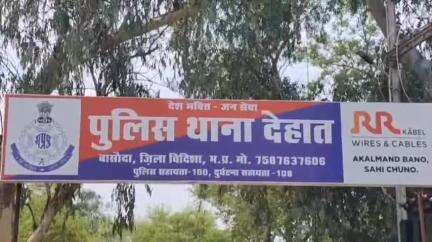 देश भक्ति - जन सेवा
पुलिस थाना देहात
बासोदा, जिला विदिशा, म.प्र. मो. 7587637606
पुलिस सहायता-100, दुर्घटना सहायता-108
RR KABEL
WIRES & CABLES
AKALMAND BANO,
SAHI CHUNO.